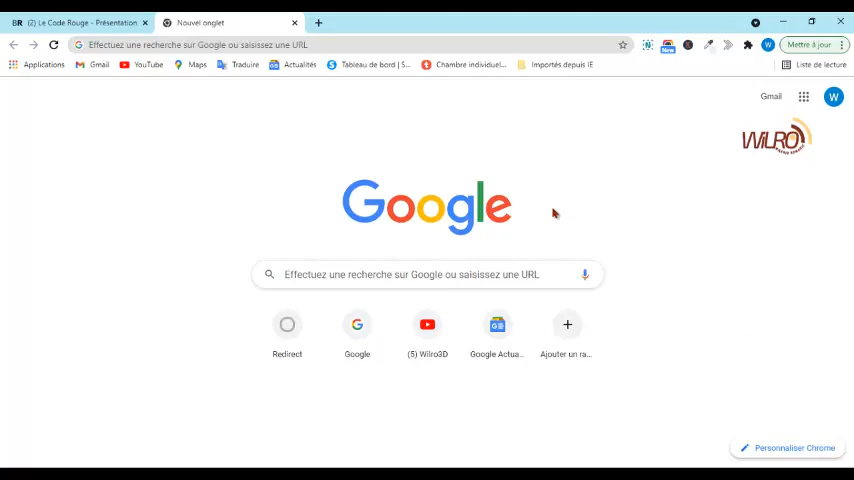 BR (2) Le Code Rouge - Présentation
Nouvel onglet
Effectuez une recherche sur Google ou saisissez une URL
New
W
Mettre à jour
Applications
Gmail
YouTube
Maps
Traduire
Actualités
Tableau de bord | S...
Chambre individuel...
Importés depuis IE
Liste de lecture
Gmail
W
WiLRO
Google
Effectuez une recherche sur Google ou saisissez une URL
Redirect
Google
(5) Wilro3D
Google Actua...
Ajouter un ra...
Personnaliser Chrome